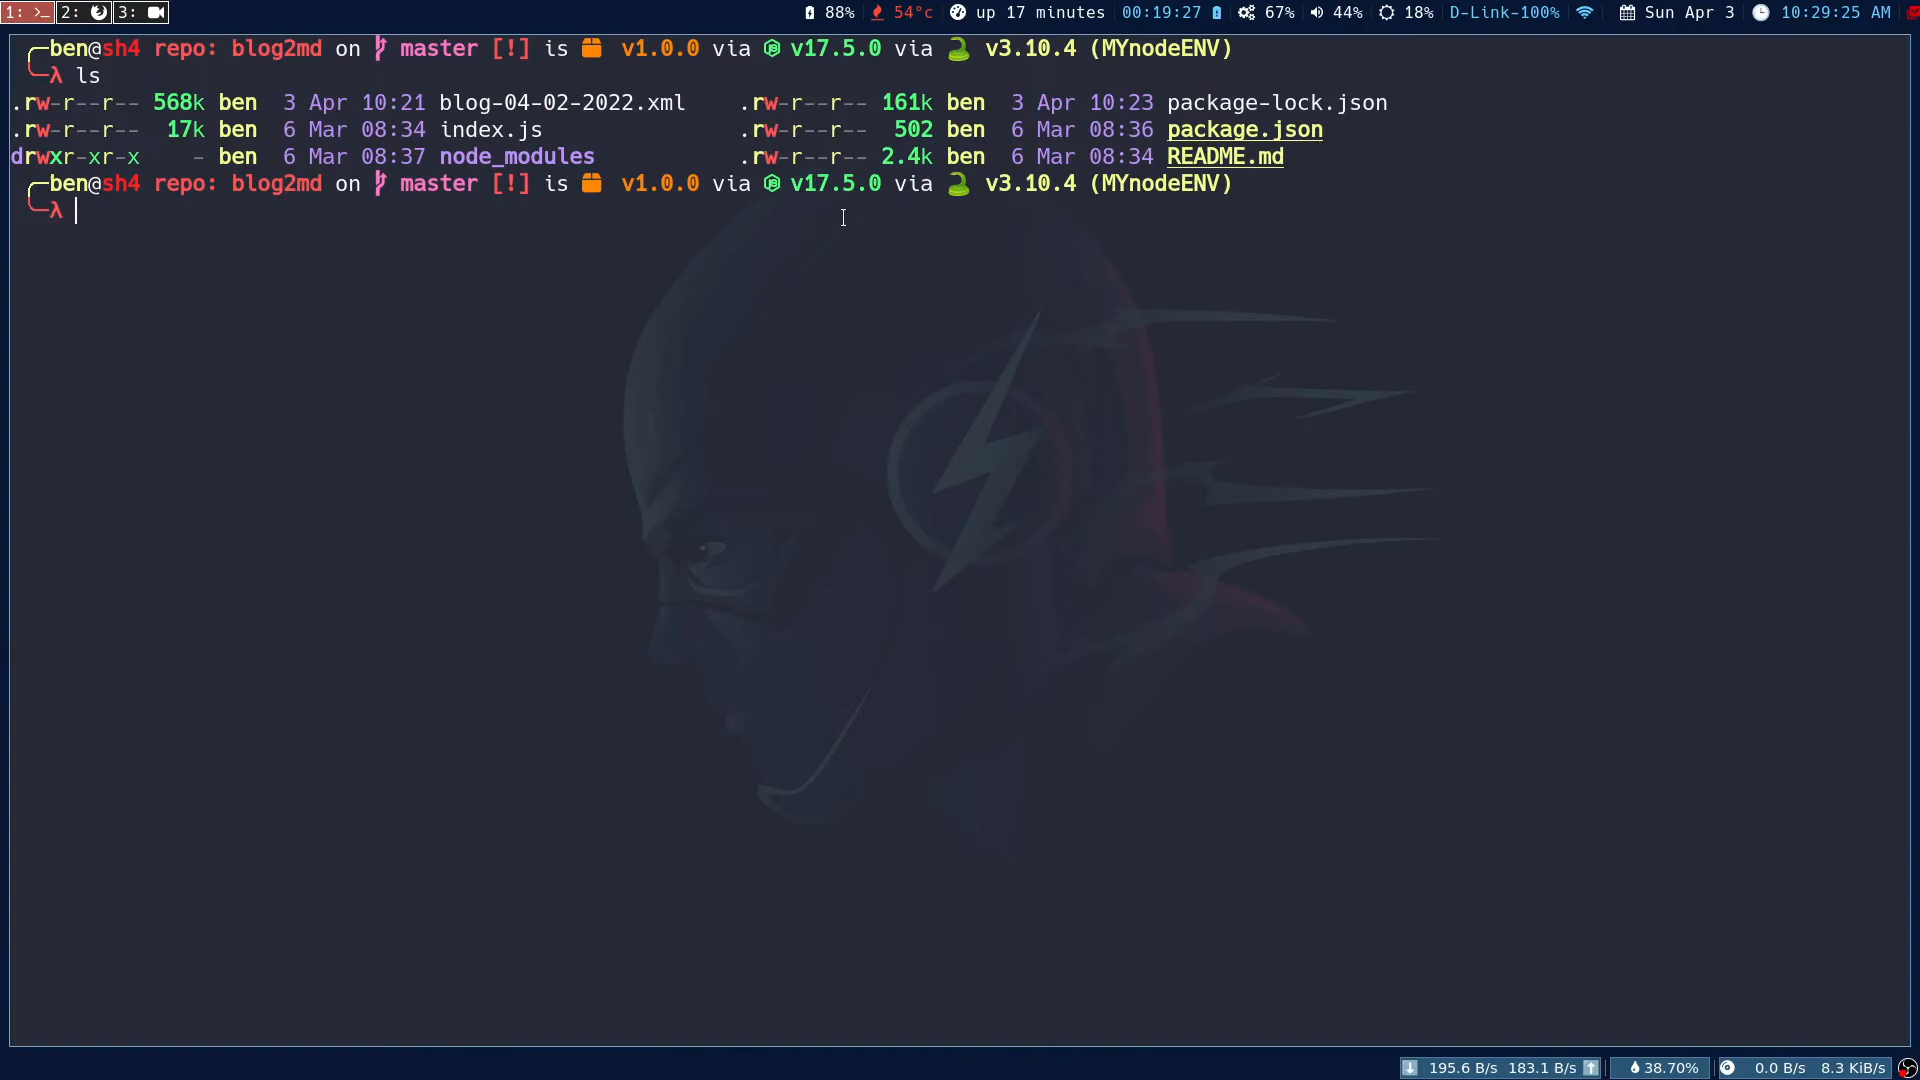 1: >_ 2: 3: 88% 54°c up 17 minutes 00:19:27 67% 44% 18% D-Link-100% Sun Apr 3 10:29:25 AM
ben@sh4 repo: blog2md on master [!] is v1.0.0 via v17.5.0 via v3.10.4 (MYnodeENV)
λ ls
.rw-r--r-- 568k ben 3 Apr 10:21 blog-04-02-2022.xml .rw-r--r-- 161k ben 3 Apr 10:23 package-lock.json
.rw-r--r-- 17k ben 6 Mar 08:34 index.js .rw-r--r-- 502 ben 6 Mar 08:36 package.json
drwxr-xr-x - ben 6 Mar 08:37 node_modules .rw-r--r-- 2.4k ben 6 Mar 08:34 README.md
ben@sh4 repo: blog2md on master [!] is v1.0.0 via v17.5.0 via v3.10.4 (MYnodeENV)
λ
195.6 B/s 183.1 B/s 38.70% 0.0 B/s 8.3 KiB/s